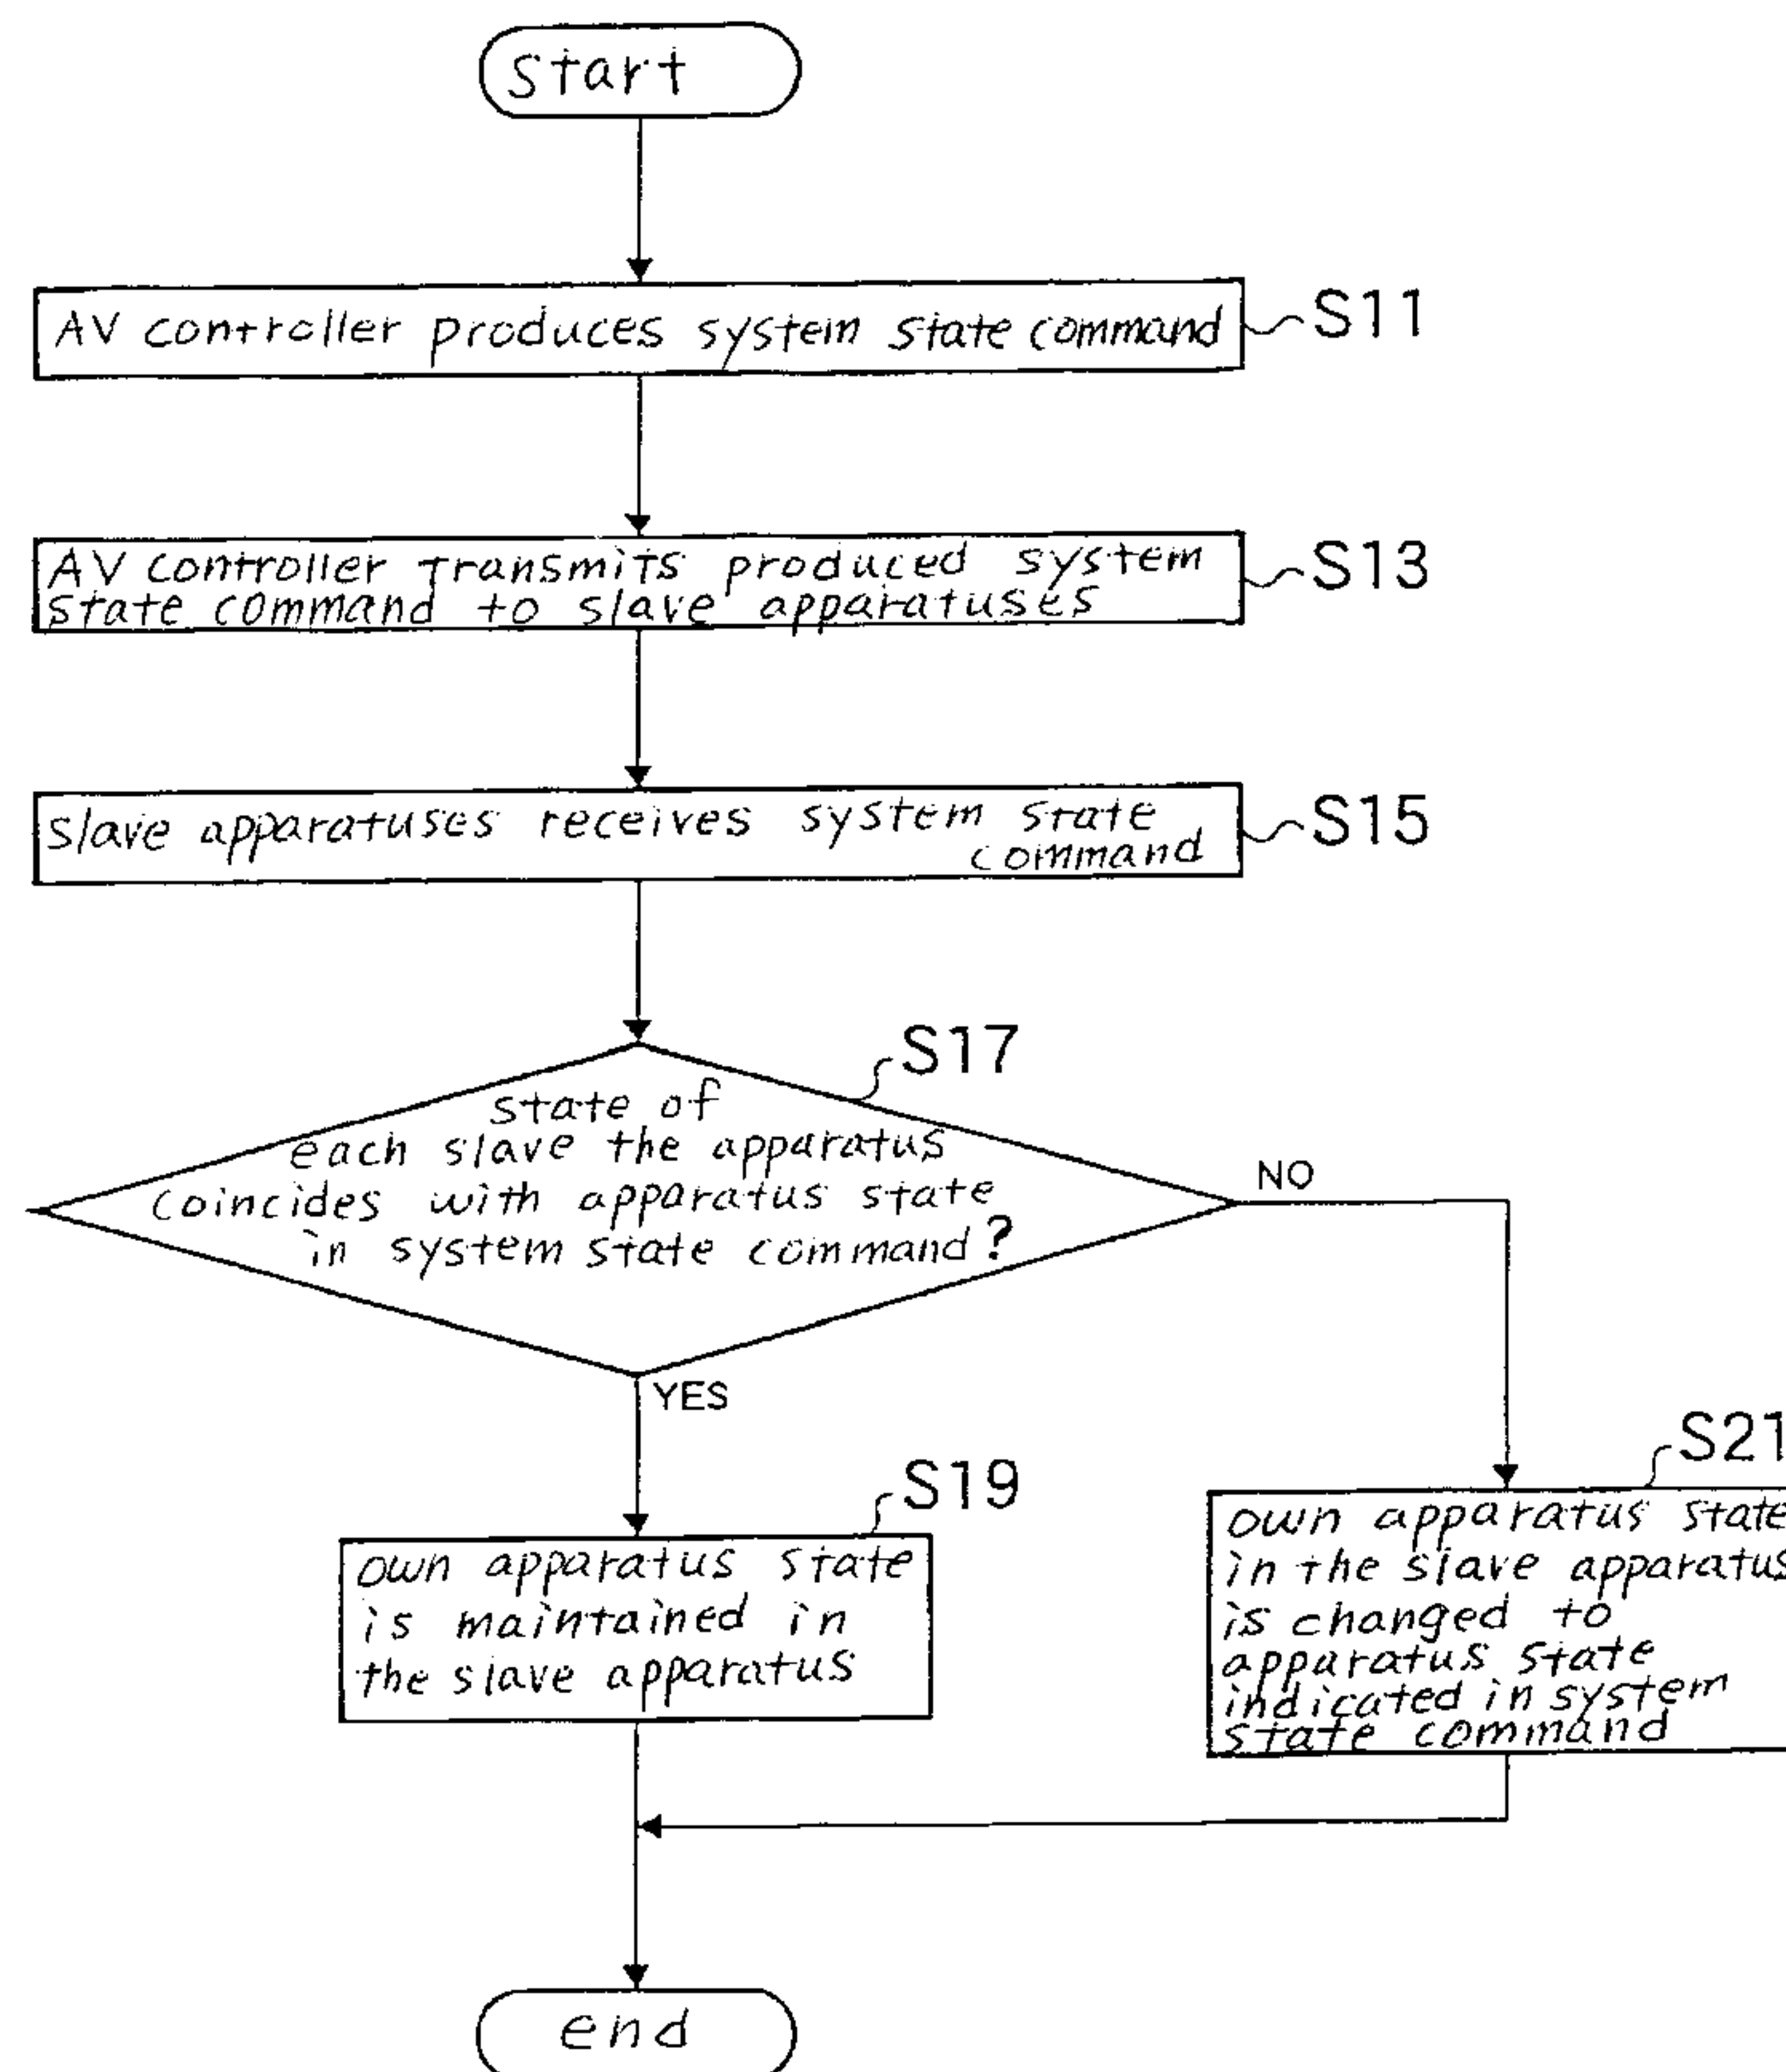 start
AV controller produces system state command
S11
AV controller transmits produced system
state command to slave apparatuses
S13
slave apparatuses receives system state
command
S15
S17
state of
each slave the apparatus
coincides with apparatus state
in system state command?
NO
YES
S19
own apparatus state
is maintained in
the slave apparatus
S21
own apparatus state
in the slave apparatus
is changed to
apparatus state
indicated in system
state command
end